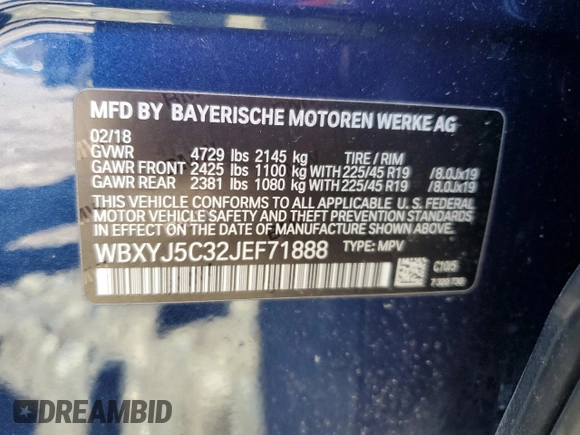 MFD BY BAYERISCHE MOTOREN WERKE AG
02/18
GVWR 4729 lbs 2145 kg TIRE / RIM
GAWR FRONT 2425 lbs 1100 kg WITH 225/45 R19 /8.0Jx19
GAWR REAR 2381 lbs 1080 kg WITH 225/45 R19 /8.0Jx19
THIS VEHICLE CONFORMS TO ALL APPLICABLE U. S. FEDERAL
MOTOR VEHICLE SAFETY AND THEFT PREVENTION STANDARDS
IN EFFECT ON THE DATE OF MANUFACTURE SHOWN ABOVE.
WBXYJ5C32JEF71888 TYPE: MPV
C10/5
DREAMBID